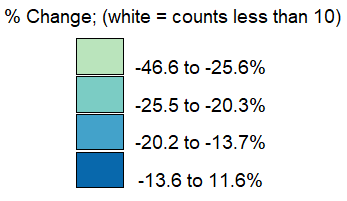 % Change; (white = counts less than 10)
-46.6 to -25.6%
-25.5 to -20.3%
-20.2 to -13.7%
-13.6 to 11.6%